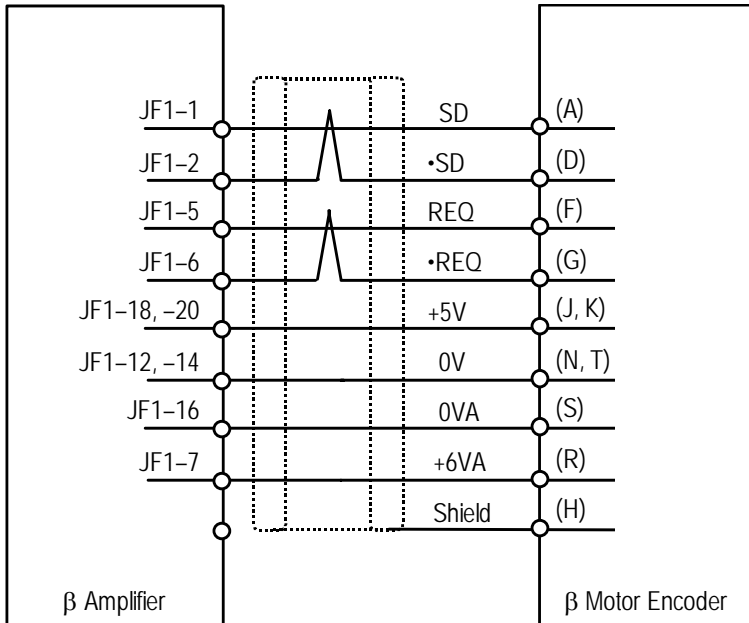 JF1–1 SD (A)
JF1–2 •SD (D)
JF1–5 REQ (F)
JF1–6 •REQ (G)
JF1–18, –20 +5V (J, K)
JF1–12, –14 0V (N, T)
JF1–16 0VA (S)
JF1–7 +6VA (R)
Shield (H)
β Amplifier β Motor Encoder